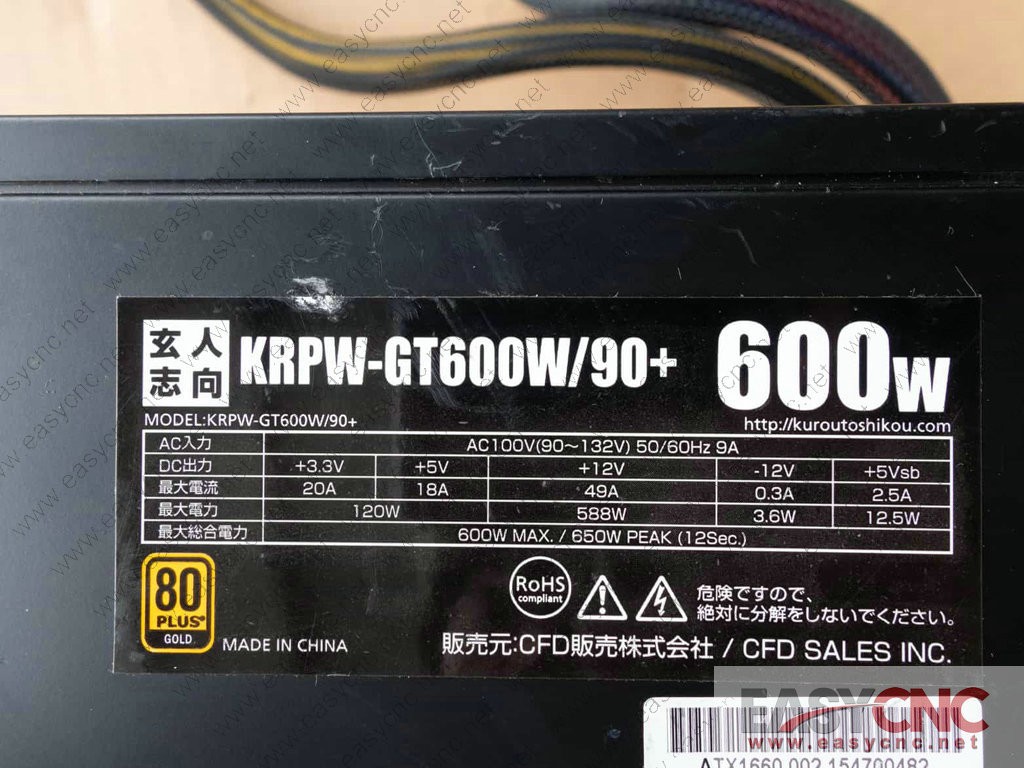 玄人
志向
KRPW-GT600W/90+
600W
MODEL:KRPW-GT600W/90+
http://kuroutoshikou.com
AC入力 AC100V(90～132V) 50/60Hz 9A
DC出力 +3.3V +5V +12V -12V +5Vsb
最大電流 20A 18A 49A 0.3A 2.5A
最大電力 120W 588W 3.6W 12.5W
最大総合電力 600W MAX. / 650W PEAK (12Sec.)
80
PLUS®
GOLD
MADE IN CHINA
RoHS
compliant
危険ですので、
絶対に分解をしないでください。
販売元:CFD販売株式会社 / CFD SALES INC.
EASYCNC
www.easycnc.net
ATX1660 002 154700482
www.easycnc.net